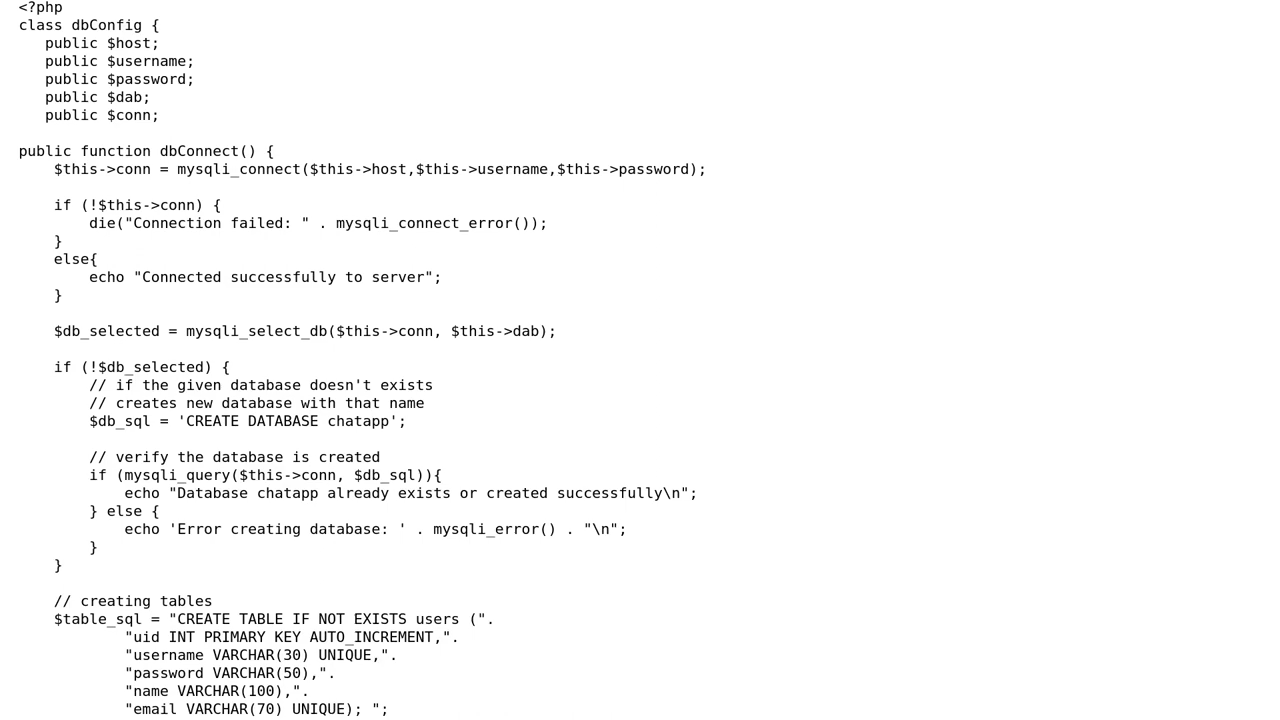 <?php
class dbConfig {
   public $host;
   public $username;
   public $password;
   public $dab;
   public $conn;

public function dbConnect() {
    $this->conn = mysqli_connect($this->host,$this->username,$this->password);

    if (!$this->conn) {
        die("Connection failed: " . mysqli_connect_error());
    }
    else{
        echo "Connected successfully to server";
    }

    $db_selected = mysqli_select_db($this->conn, $this->dab);

    if (!$db_selected) {
        // if the given database doesn't exists
        // creates new database with that name
        $db_sql = 'CREATE DATABASE chatapp';

        // verify the database is created
        if (mysqli_query($this->conn, $db_sql)){
            echo "Database chatapp already exists or created successfully\n";
        } else {
            echo 'Error creating database: ' . mysqli_error() . "\n";
        }
    }

    // creating tables
    $table_sql = "CREATE TABLE IF NOT EXISTS users (".
            "uid INT PRIMARY KEY AUTO_INCREMENT,".
            "username VARCHAR(30) UNIQUE,".
            "password VARCHAR(50),".
            "name VARCHAR(100),".
            "email VARCHAR(70) UNIQUE); ";